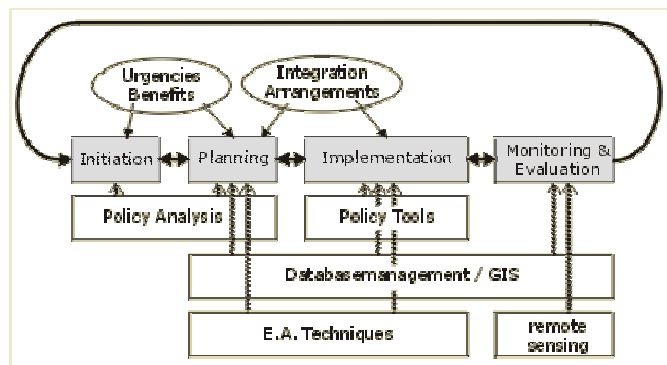 Urgencies
Benefits
Integration
Arrangements
Initiation
Planning
Implementation
Monitoring &
Evaluation
Policy Analysis
Policy Tools
Databasemanagement / GIS
E.A. Techniques
remote
sensing